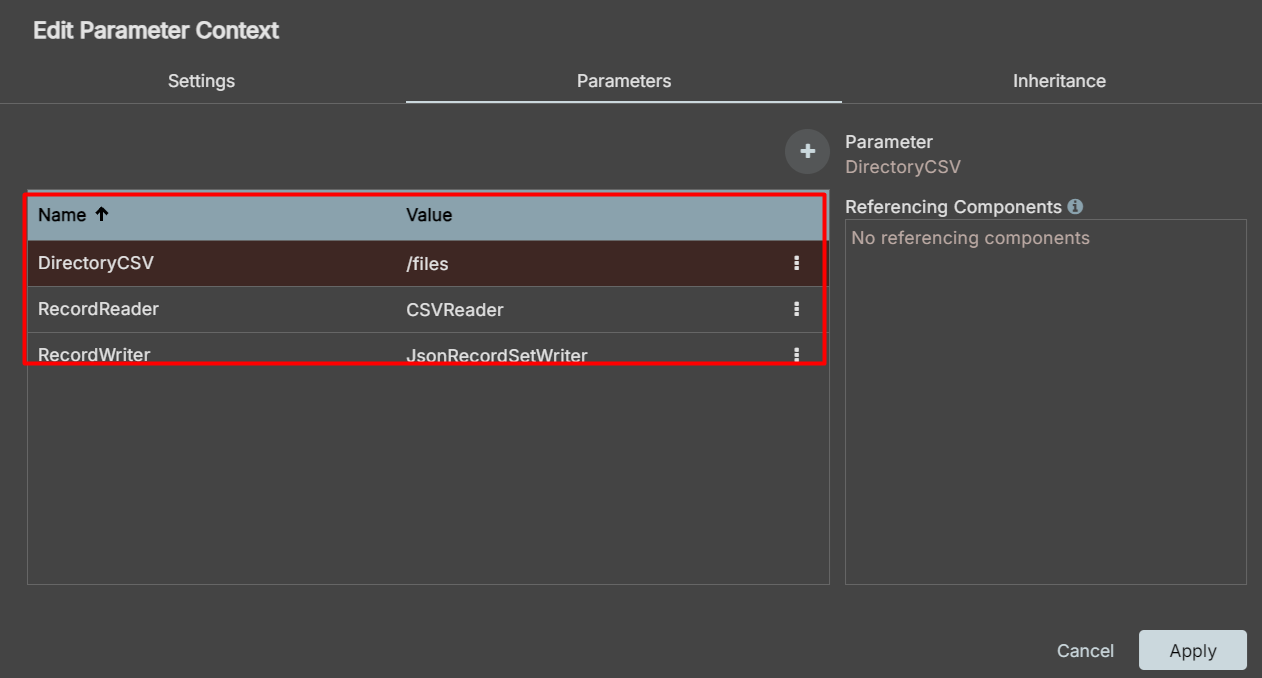 Edit Parameter Context
Settings Parameters Inheritance
Parameter
DirectoryCSV
Name Value
DirectoryCSV /files
RecordReader CSVReader
RecordWriter JsonRecordSetWriter
Referencing Components
No referencing components
Cancel Apply